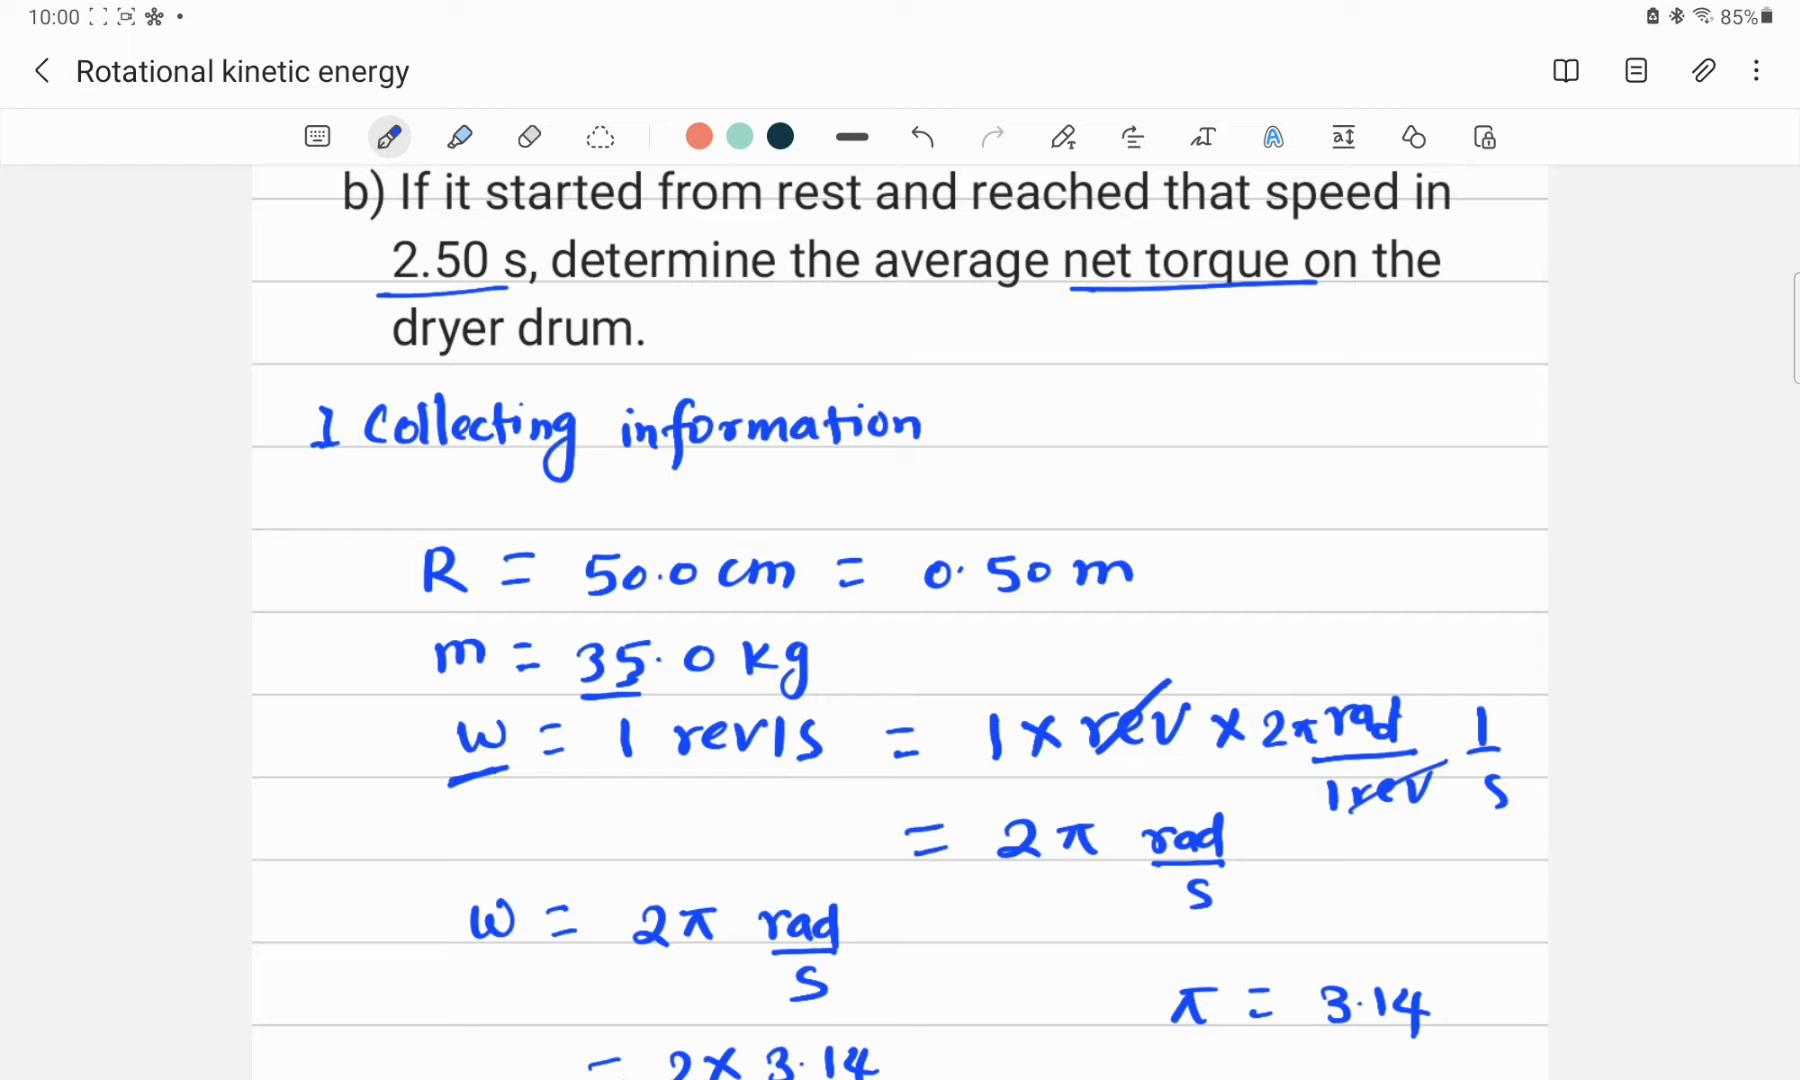 10:00
85%
Rotational kinetic energy
b) If it started from rest and reached that speed in
2.50 s, determine the average net torque on the
dryer drum.
1 Collecting information
R = 50.0 cm = 0.50 m
m = 35.0 kg
w = 1 rev/s = 1 × rev × 2π rad/1rev 1/s
= 2π rad/s
w = 2π rad/s
π = 3.14
= 2 × 3.14